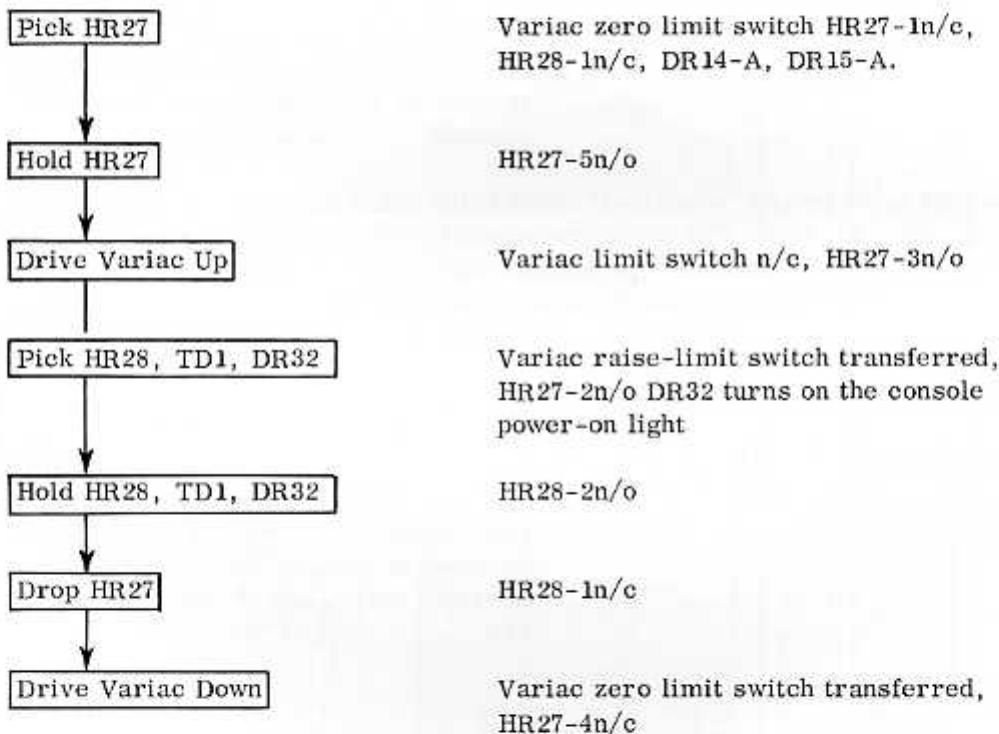 Pick HR27
Variac zero limit switch HR27-1n/c,
HR28-1n/c, DR14-A, DR15-A.
Hold HR27
HR27-5n/o
Drive Variac Up
Variac limit switch n/c, HR27-3n/o
Pick HR28, TD1, DR32
Variac raise-limit switch transferred,
HR27-2n/o DR32 turns on the console
power-on light
Hold HR28, TD1, DR32
HR28-2n/o
Drop HR27
HR28-1n/c
Drive Variac Down
Variac zero limit switch transferred,
HR27-4n/c